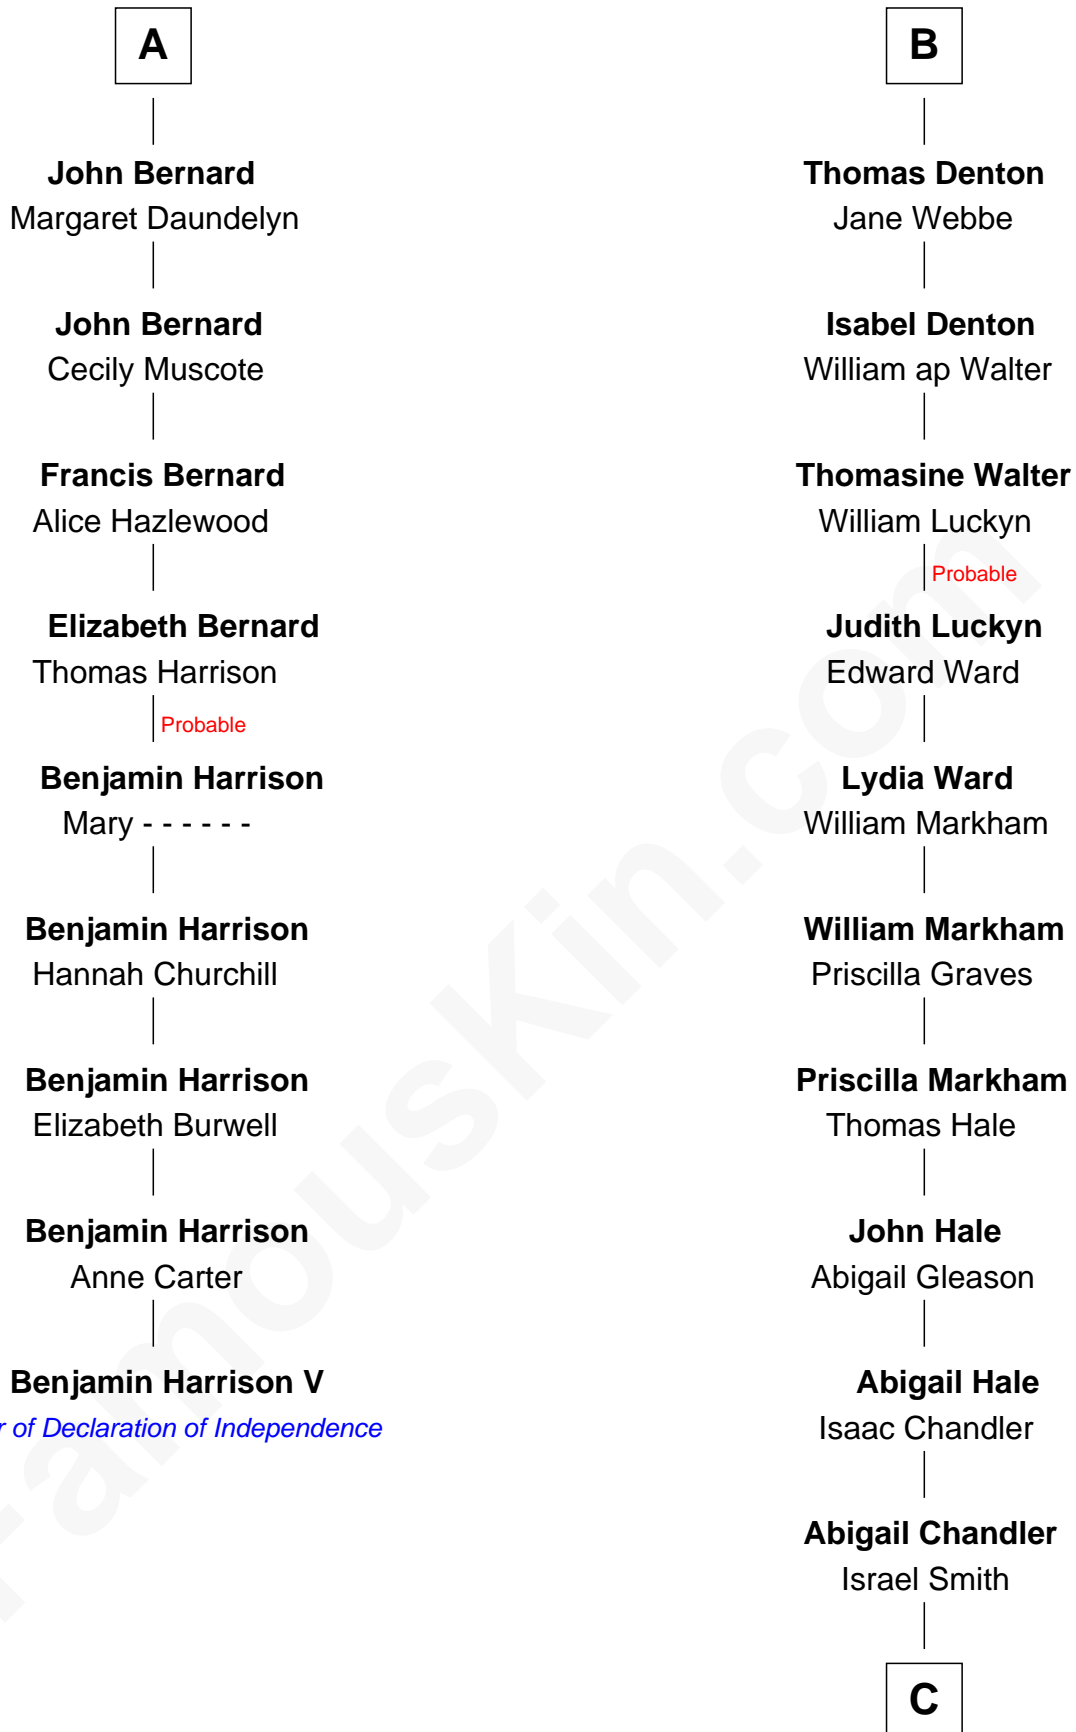 A
John Bernard
Margaret Daundelyn
John Bernard
Cecily Muscote
Francis Bernard
Alice Hazlewood
Elizabeth Bernard
Thomas Harrison
Probable
Benjamin Harrison
Mary - - - - - -
Benjamin Harrison
Hannah Churchill
Benjamin Harrison
Elizabeth Burwell
Benjamin Harrison
Anne Carter
Benjamin Harrison V
of Declaration of Independence
B
Thomas Denton
Jane Webbe
Isabel Denton
William ap Walter
Thomasine Walter
William Luckyn
Probable
Judith Luckyn
Edward Ward
Lydia Ward
William Markham
William Markham
Priscilla Graves
Priscilla Markham
Thomas Hale
John Hale
Abigail Gleason
Abigail Hale
Isaac Chandler
Abigail Chandler
Israel Smith
C
FamousKin.com